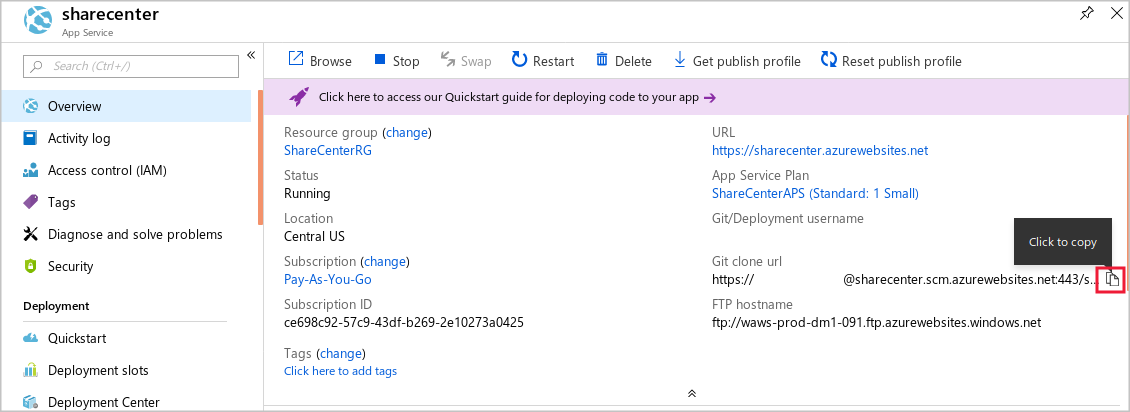 sharecenter
App Service
Search (Ctrl+/)
Overview
Activity log
Access control (IAM)
Tags
Diagnose and solve problems
Security
Deployment
Quickstart
Deployment slots
Deployment Center
Browse
Stop
Swap
Restart
Delete
Get publish profile
Reset publish profile
Click here to access our Quickstart guide for deploying code to your app
Resource group (change)
ShareCenterRG
Status
Running
Location
Central US
Subscription (change)
Pay-As-You-Go
Subscription ID
ce698c92-57c9-43df-b269-2e10273a0425
Tags (change)
Click here to add tags
URL
https://sharecenter.azurewebsites.net
App Service Plan
ShareCenterAPS (Standard: 1 Small)
Git/Deployment username
Click to copy
Git clone url
https:// @sharecenter.scm.azurewebsites.net:443/s...
FTP hostname
ftp://waws-prod-dm1-091.ftp.azurewebsites.windows.net